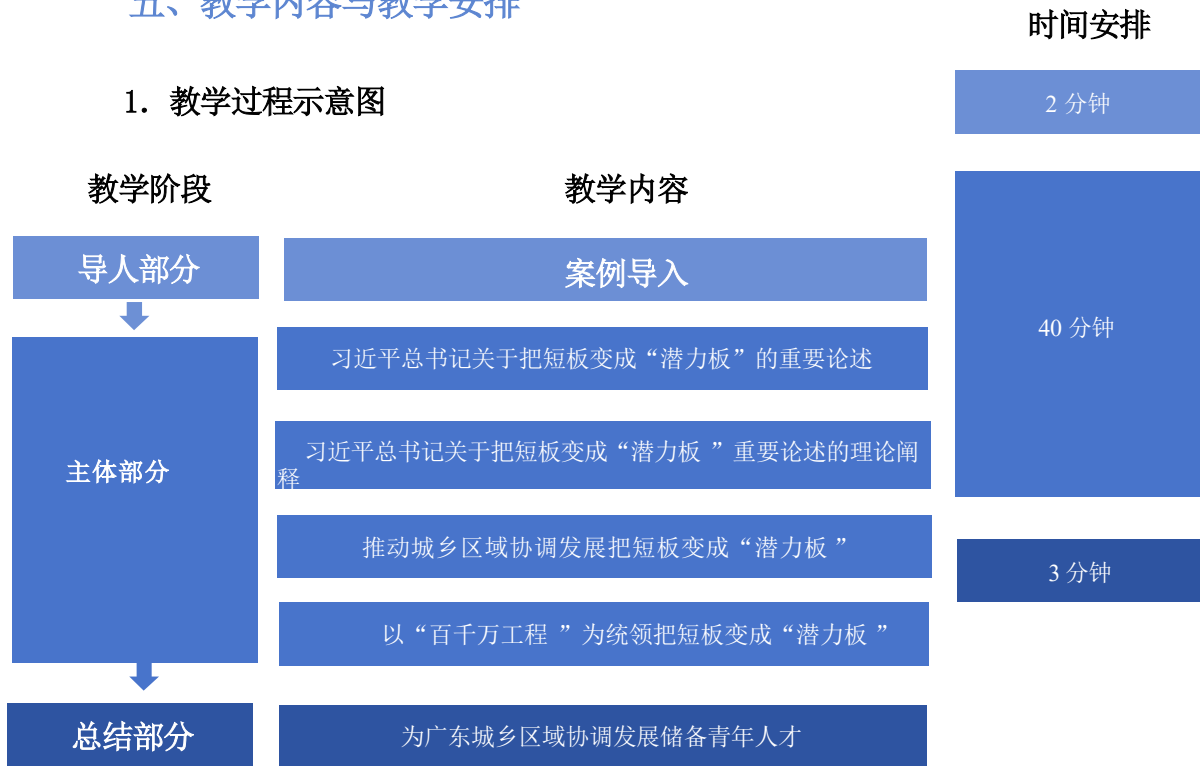 五、教学内容与教学安排
时间安排
1. 教学过程示意图
2 分钟
教学阶段
教学内容
导人部分
案例导入
40 分钟
习近平总书记关于把短板变成“潜力板”的重要论述
主体部分
习近平总书记关于把短板变成“潜力板 ”重要论述的理论阐
释
推动城乡区域协调发展把短板变成“潜力板 ”
3 分钟
以“百千万工程 ”为统领把短板变成“潜力板 ”
总结部分
为广东城乡区域协调发展储备青年人才